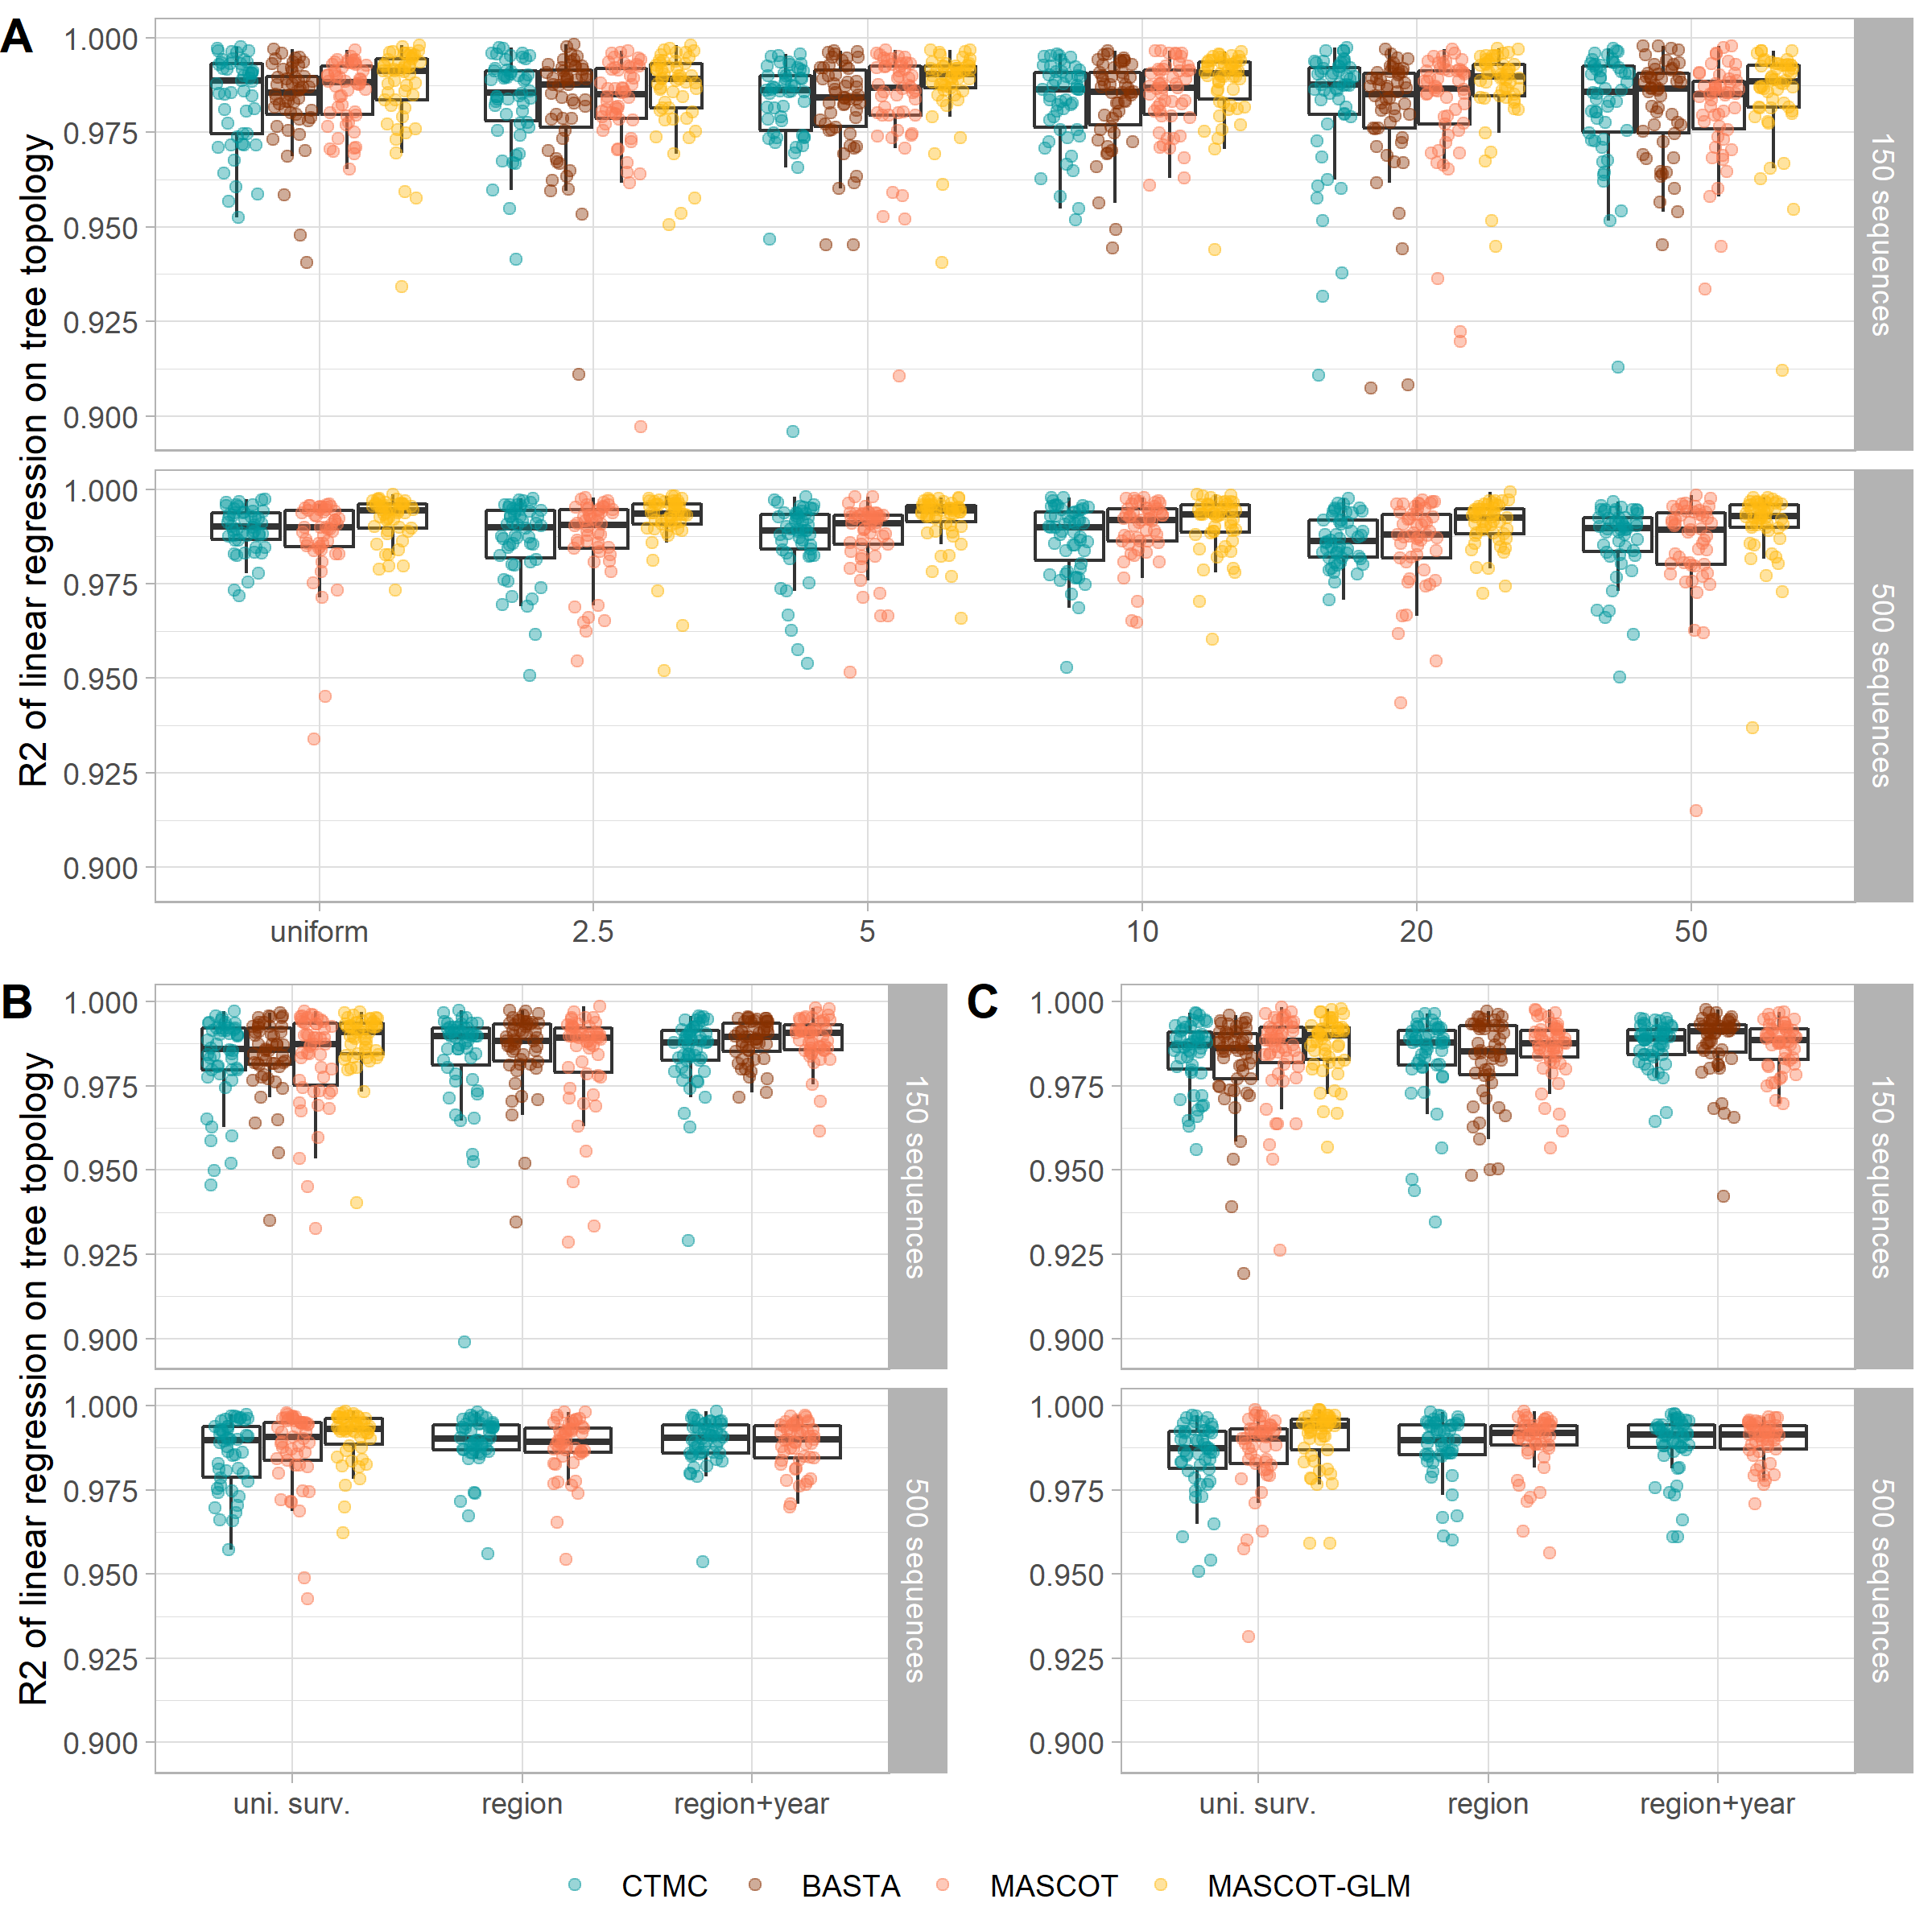 A
R2 of linear regression on tree topology
1.000
0.975
0.950
0.925
0.900
150 sequences
1.000
0.975
0.950
0.925
0.900
500 sequences
uniform 2.5 5 10 20 50
B
R2 of linear regression on tree topology
1.000
0.975
0.950
0.925
0.900
150 sequences
1.000
0.975
0.950
0.925
0.900
500 sequences
uni. surv. region region+year
C
1.000
0.975
0.950
0.925
0.900
150 sequences
1.000
0.975
0.950
0.925
0.900
500 sequences
uni. surv. region region+year
CTMC BASTA MASCOT MASCOT-GLM